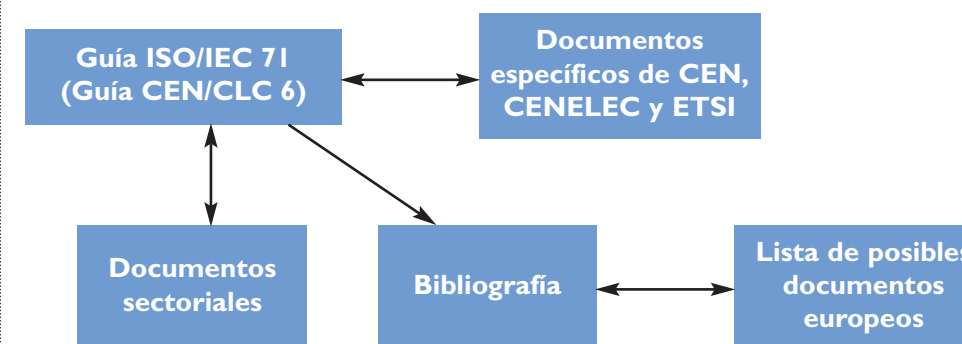 Guía ISO/IEC 71
(Guía CEN/CLC 6)
Documentos
específicos de CEN,
CENELEC y ETSI
Documentos
sectoriales
Bibliografía
Lista de posibles
documentos
europeos